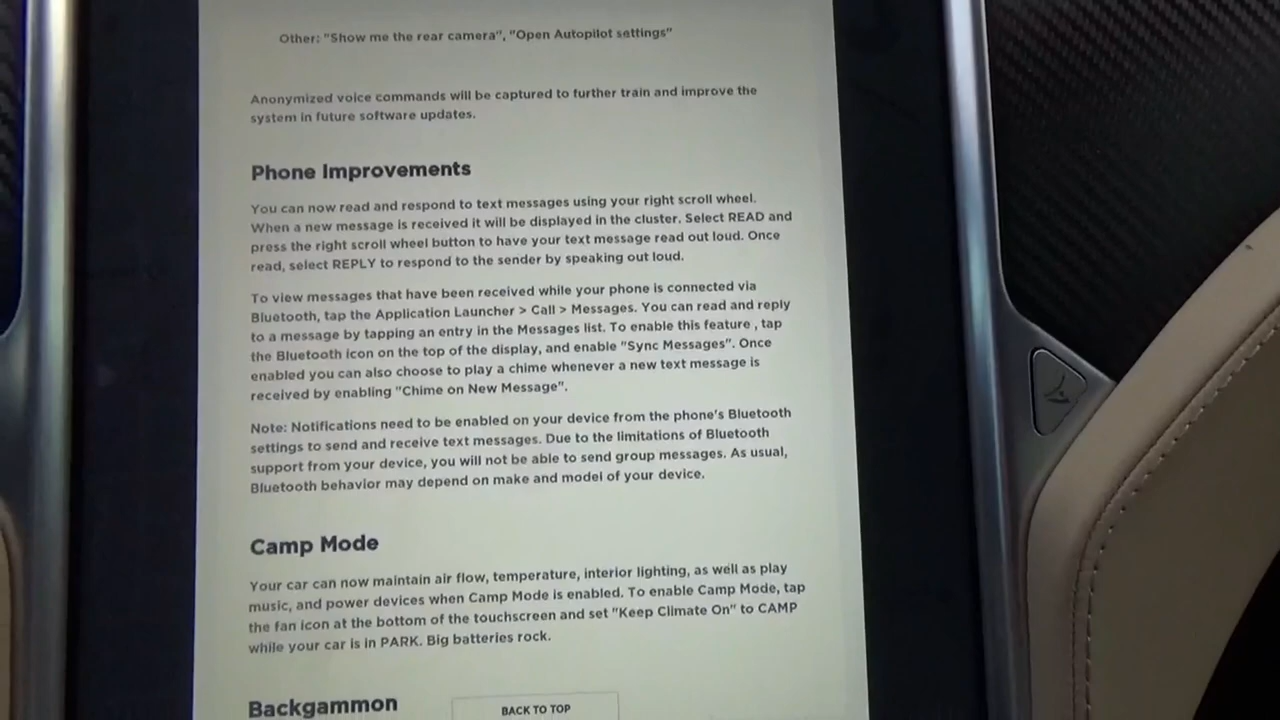 Other: "Show me the rear camera", "Open Autopilot settings"
Anonymized voice commands will be captured to further train and improve the
system in future software updates.
Phone Improvements
You can now read and respond to text messages using your right scroll wheel.
When a new message is received it will be displayed in the cluster. Select READ and
press the right scroll wheel button to have your text message read out loud. Once
read, select REPLY to respond to the sender by speaking out loud.
To view messages that have been received while your phone is connected via
Bluetooth, tap the Application Launcher > Call > Messages. You can read and reply
to a message by tapping an entry in the Messages list. To enable this feature , tap
the Bluetooth icon on the top of the display, and enable "Sync Messages". Once
enabled you can also choose to play a chime whenever a new text message is
received by enabling "Chime on New Message".
Note: Notifications need to be enabled on your device from the phone's Bluetooth
settings to send and receive text messages. Due to the limitations of Bluetooth
support from your device, you will not be able to send group messages. As usual,
Bluetooth behavior may depend on make and model of your device.
Camp Mode
Your car can now maintain air flow, temperature, interior lighting, as well as play
music, and power devices when Camp Mode is enabled. To enable Camp Mode, tap
the fan icon at the bottom of the touchscreen and set "Keep Climate On" to CAMP
while your car is in PARK. Big batteries rock.
Backgammon
BACK TO TOP